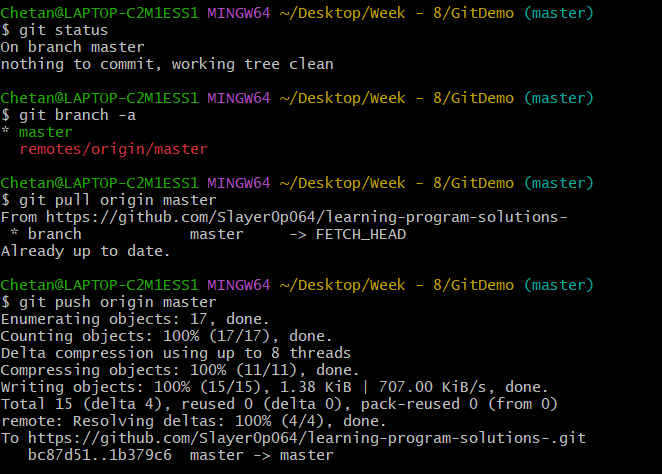 Chetan@LAPTOP-C2M1ESS1 MINGW64 ~/Desktop/Week - 8/GitDemo (master)
$ git status
On branch master
nothing to commit, working tree clean
Chetan@LAPTOP-C2M1ESS1 MINGW64 ~/Desktop/Week - 8/GitDemo (master)
$ git branch -a
* master
  remotes/origin/master
Chetan@LAPTOP-C2M1ESS1 MINGW64 ~/Desktop/Week - 8/GitDemo (master)
$ git pull origin master
From https://github.com/Slayer0p064/learning-program-solutions-
 * branch            master     -> FETCH_HEAD
Already up to date.
Chetan@LAPTOP-C2M1ESS1 MINGW64 ~/Desktop/Week - 8/GitDemo (master)
$ git push origin master
Enumerating objects: 17, done.
Counting objects: 100% (17/17), done.
Delta compression using up to 8 threads
Compressing objects: 100% (11/11), done.
Writing objects: 100% (15/15), 1.38 KiB | 707.00 KiB/s, done.
Total 15 (delta 4), reused 0 (delta 0), pack-reused 0 (from 0)
remote: Resolving deltas: 100% (4/4), done.
To https://github.com/Slayer0p064/learning-program-solutions-.git
   bc87d51..1b379c6  master -> master